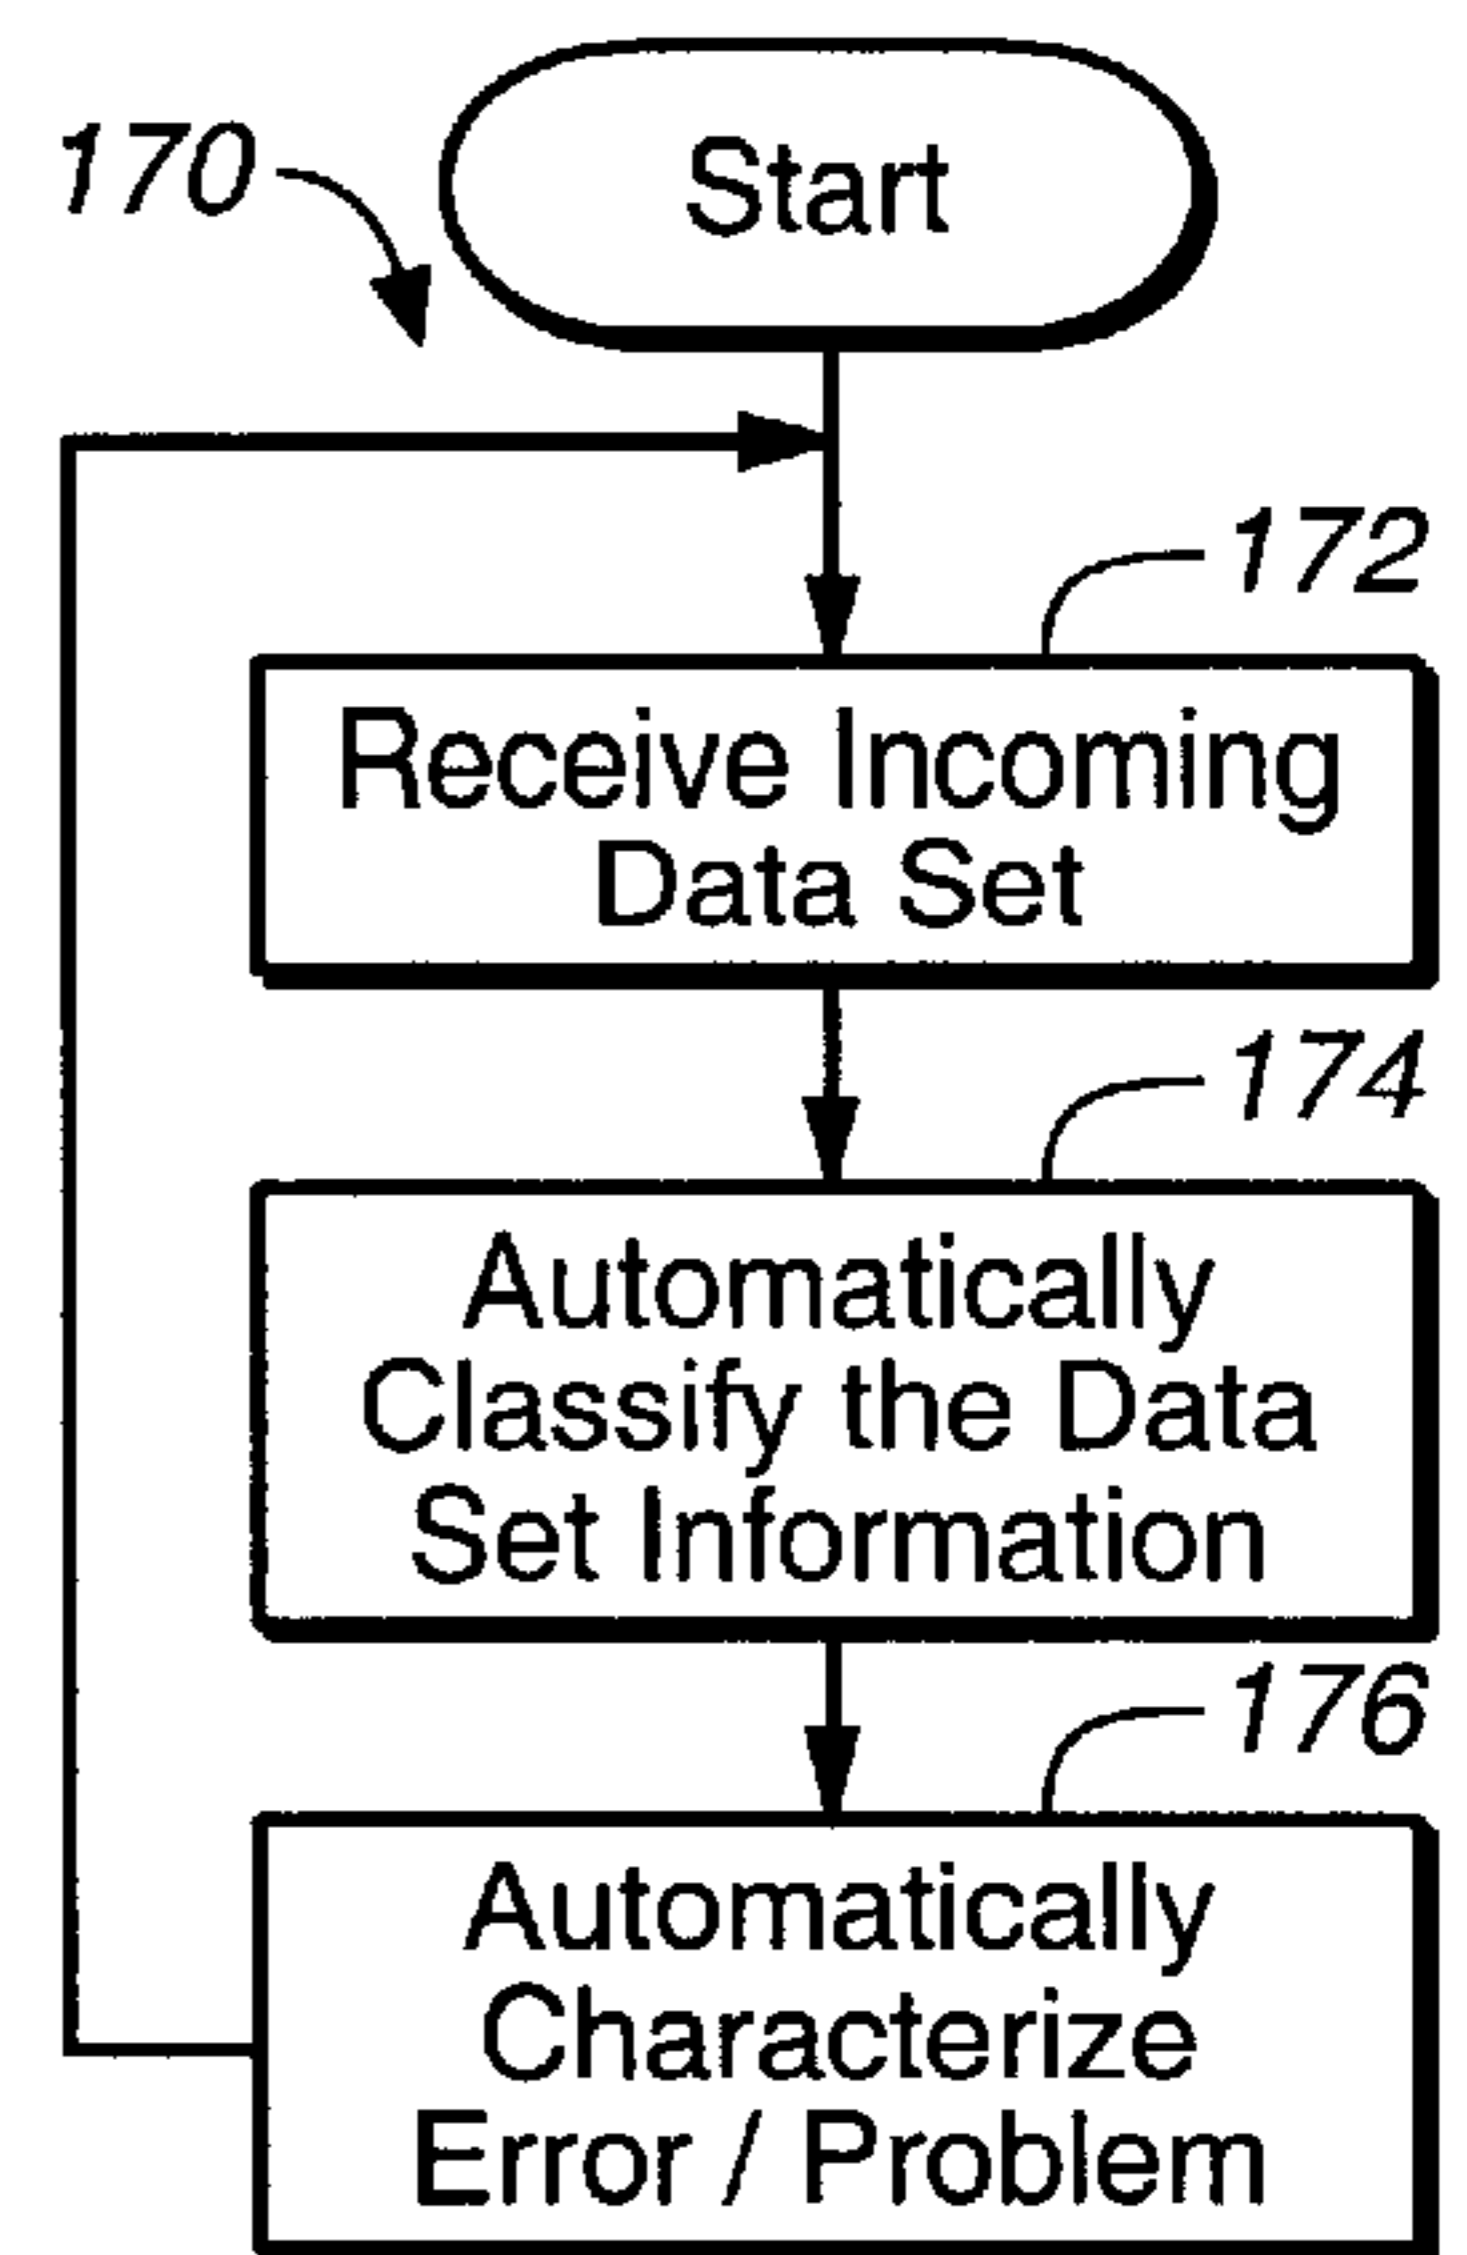 170
Start
172
Receive Incoming
Data Set
174
Automatically
Classify the Data
Set Information
176
Automatically
Characterize
Error / Problem